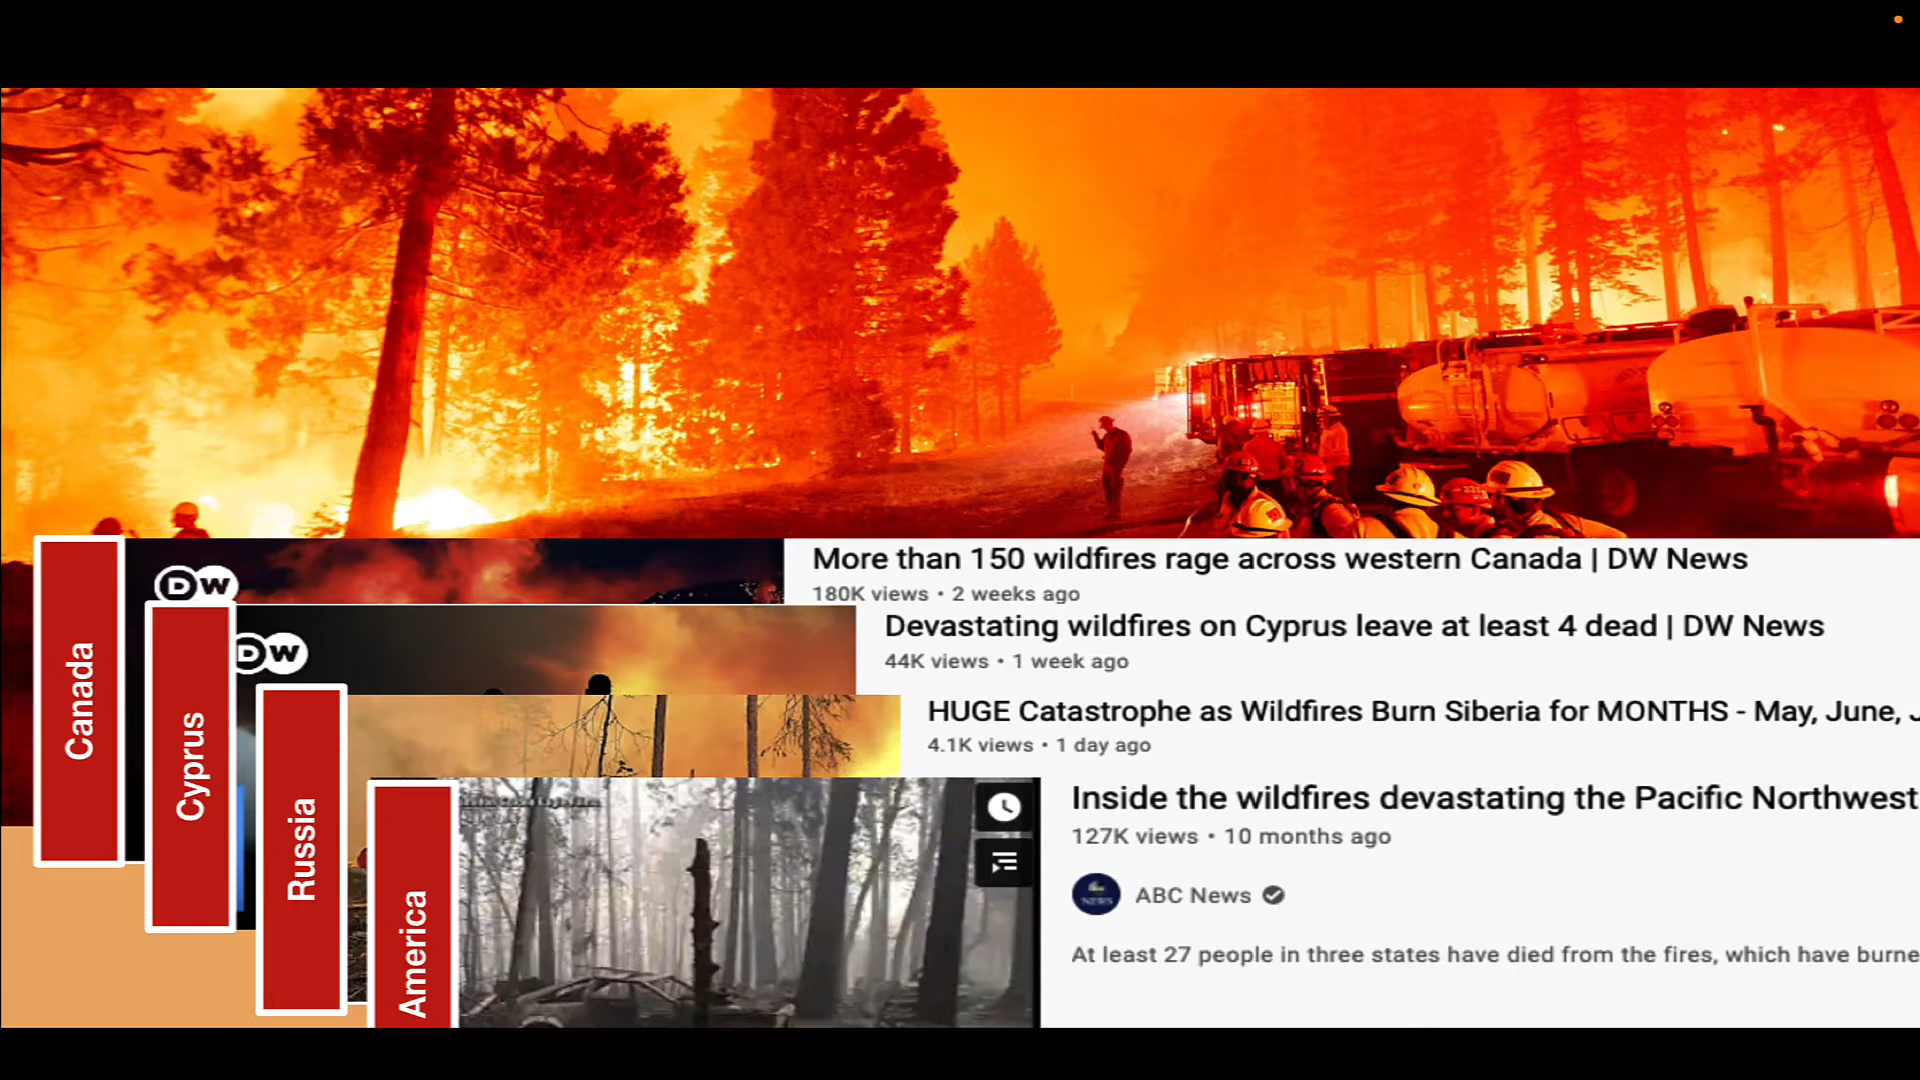 DW
More than 150 wildfires rage across western Canada | DW News
180K views • 2 weeks ago
Canada
DW
Devastating wildfires on Cyprus leave at least 4 dead | DW News
44K views • 1 week ago
Cyprus
HUGE Catastrophe as Wildfires Burn Siberia for MONTHS - May, June, J
4.1K views • 1 day ago
Russia
Inside the wildfires devastating the Pacific Northwest
127K views • 10 months ago
America
NEWS
ABC News
At least 27 people in three states have died from the fires, which have burne